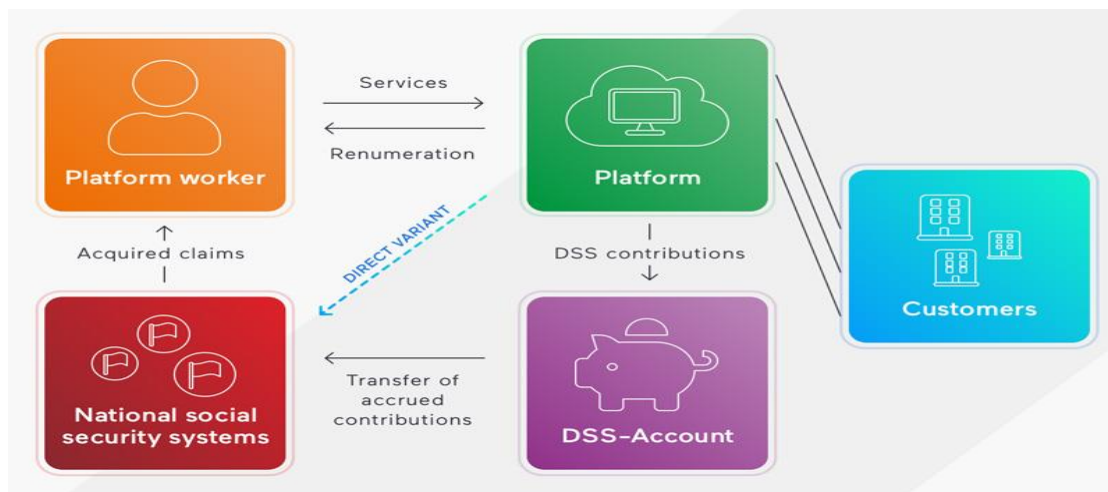 Services
Renumeration
Platform worker
Platform
DIRECT VARIANT
Acquired claims
DSS contributions
Customers
Transfer of
accrued
contributions
National social
security systems
DSS-Account